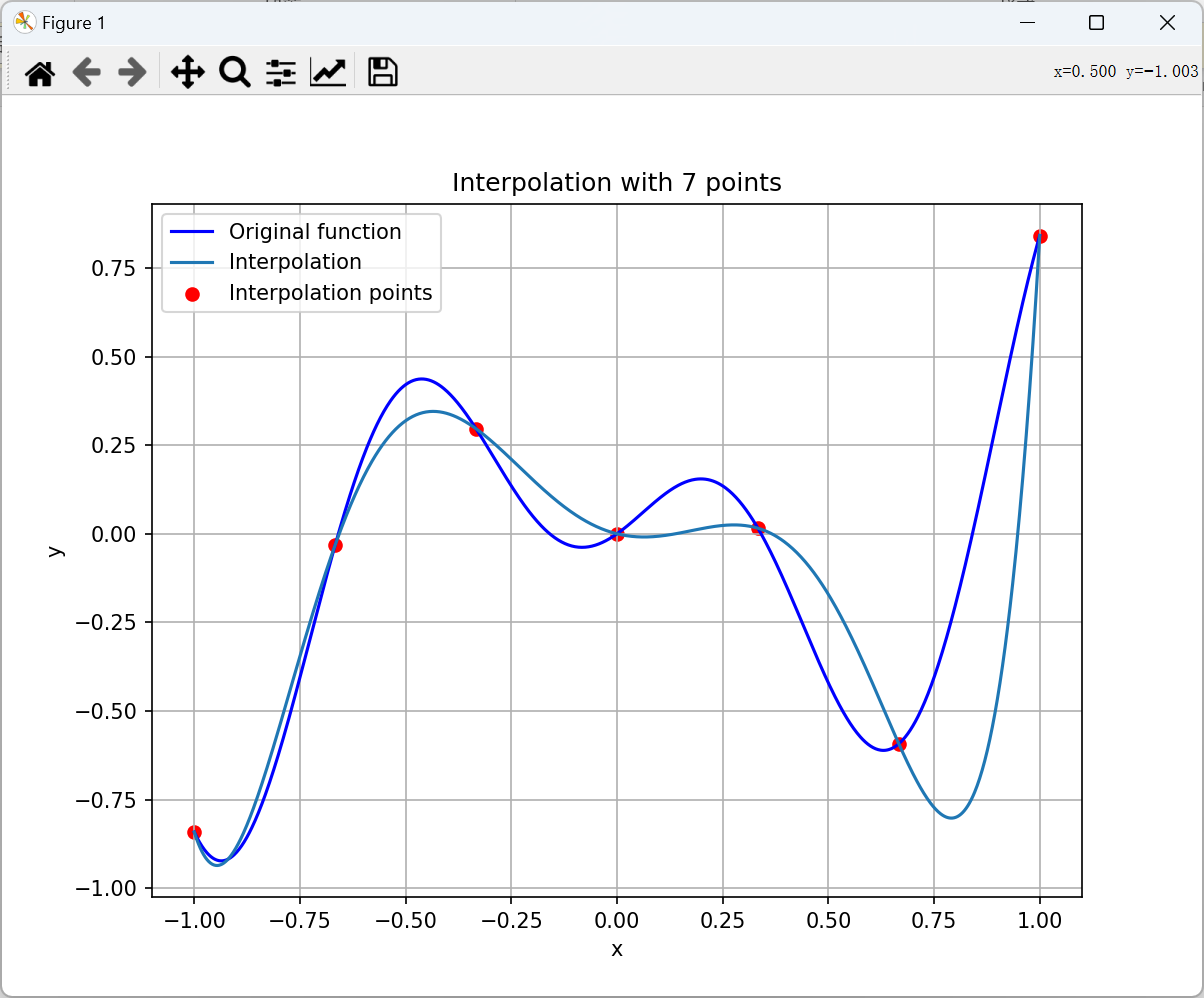 Figure 1
x=0.500 y=−1.003
Interpolation with 7 points
Original function
Interpolation
Interpolation points
0.75
0.50
0.25
0.00
−0.25
−0.50
−0.75
−1.00
y
−1.00 −0.75 −0.50 −0.25 0.00 0.25 0.50 0.75 1.00
x